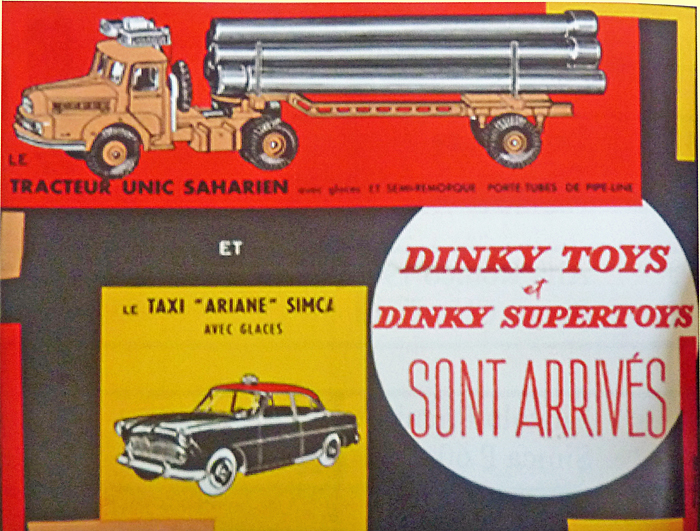 LE
TRACTEUR UNIC SAHARIEN avec glaces ET SEMI-REMORQUE PORTE-TUBES DE PIPE-LINE
ET
LE TAXI "ARIANE" SIMCA
AVEC GLACES
DINKY TOYS
et
DINKY SUPERTOYS
SONT ARRIVÉS